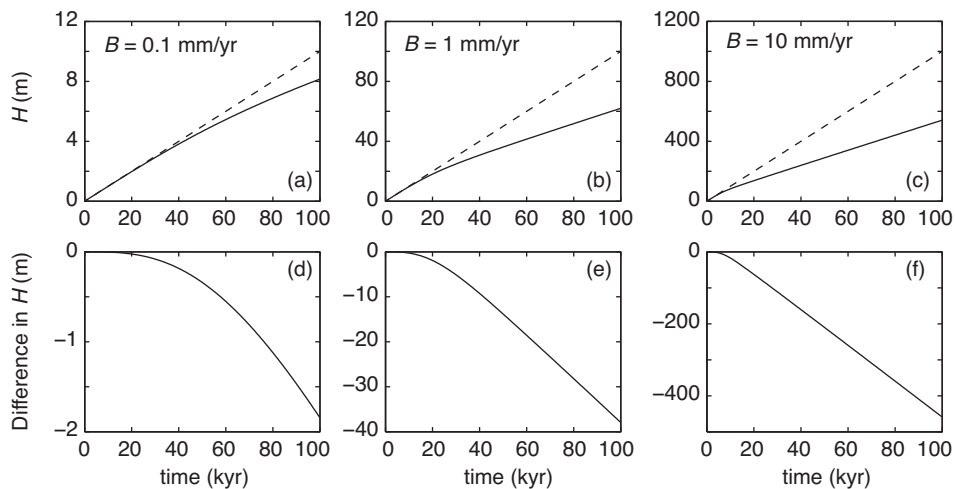 B = 0.1 mm/yr
B = 1 mm/yr
B = 10 mm/yr
H (m)
12
8
4
0
0 20 40 60 80 100
(a)
120
80
40
0
0 20 40 60 80 100
(b)
1200
800
400
0
0 20 40 60 80 100
(c)
Difference in H (m)
0
−1
−2
0 20 40 60 80 100
time (kyr)
(d)
0
−10
−20
−30
−40
0 20 40 60 80 100
time (kyr)
(e)
0
−200
−400
0 20 40 60 80 100
time (kyr)
(f)